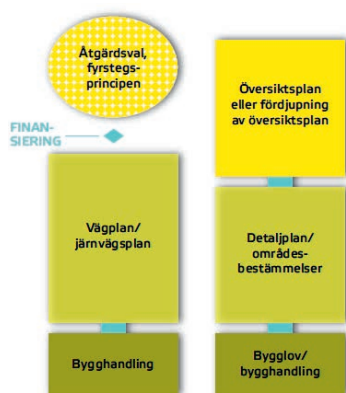 Åtgärdsval,
fyrstegs-
principen
FINAN-
SIERING
Vägplan/
järnvägsplan
Bygghandling
Översiktsplan
eller fördjupning
av översiktsplan
Detaljplan/
områdes-
bestämmelser
Bygglov/
bygghandling